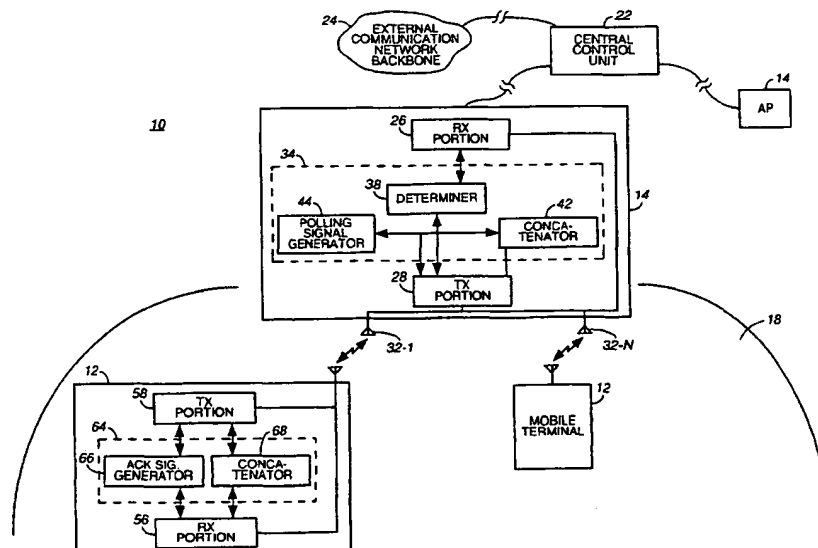 24
EXTERNAL
COMMUNICATION
NETWORK
BACKBONE
22
CENTRAL
CONTROL
UNIT
14
AP
10
26
RX
PORTION
34
38
DETERMINER
44
POLLING
SIGNAL
GENERATOR
42
CONCA-
TENATOR
14
28
TX
PORTION
18
32-1
32-N
12
58
TX
PORTION
64
68
66
ACK SIG.
GENERATOR
CONCA-
TENATOR
56
RX
PORTION
12
MOBILE
TERMINAL